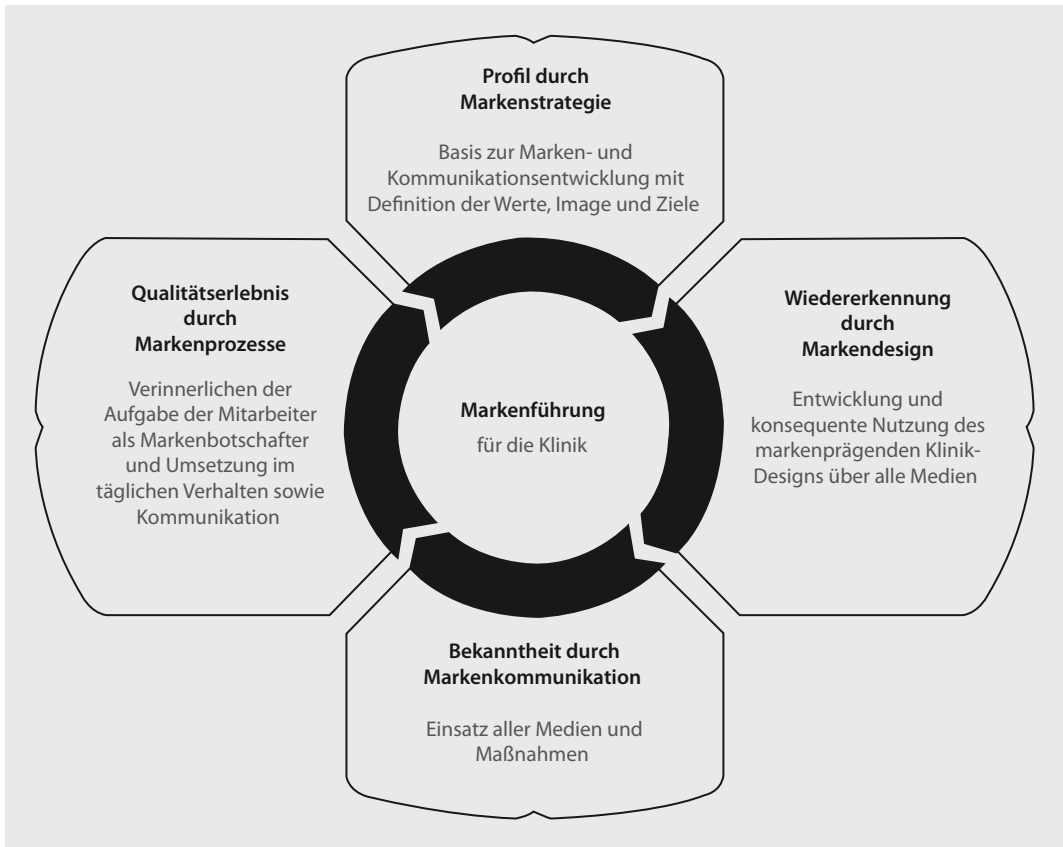 Profil durch
Markenstrategie
Basis zur Marken- und
Kommunikationsentwicklung mit
Definition der Werte, Image und Ziele
Qualitätserlebnis
durch
Markenprozesse
Verinnerlichen der
Aufgabe der Mitarbeiter
als Markenbotschafter
und Umsetzung im
täglichen Verhalten sowie
Kommunikation
Markenführung
für die Klinik
Wiedererkennung
durch
Markendesign
Entwicklung und
konsequente Nutzung des
markenprägenden Klinik-
Designs über alle Medien
Bekanntheit durch
Markenkommunikation
Einsatz aller Medien und
Maßnahmen